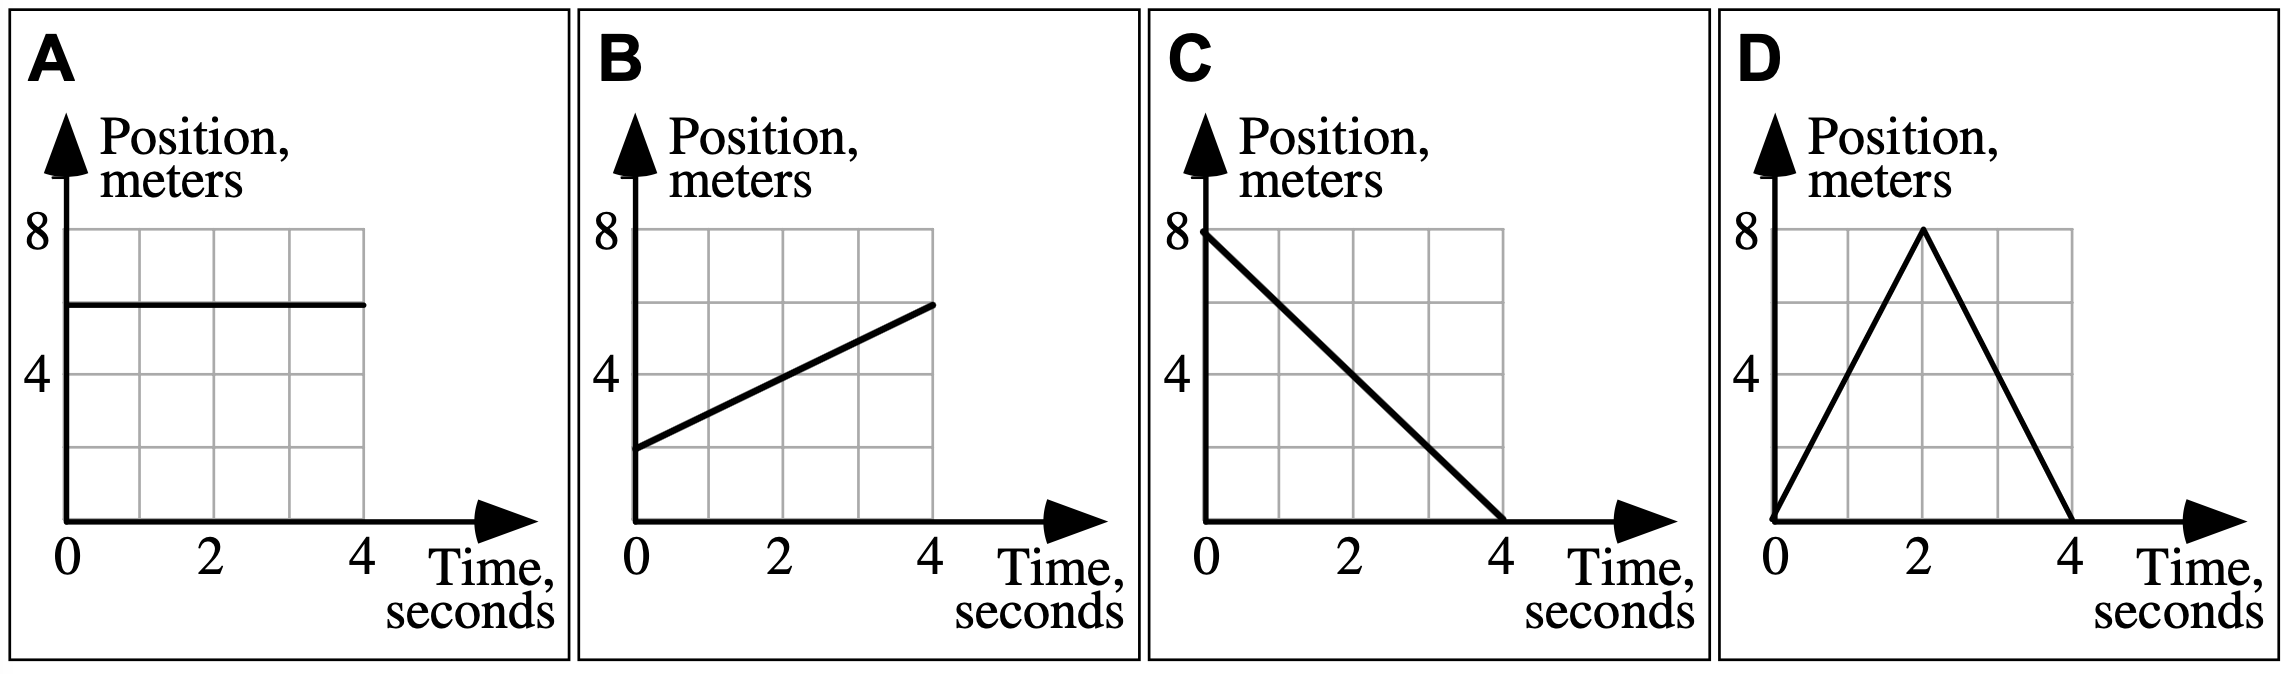 A
Position,
meters
8
4
0 2 4
Time,
seconds
B
Position,
meters
8
4
0 2 4
Time,
seconds
C
Position,
meters
8
4
0 2 4
Time,
seconds
D
Position,
meters
8
4
0 2 4
Time,
seconds